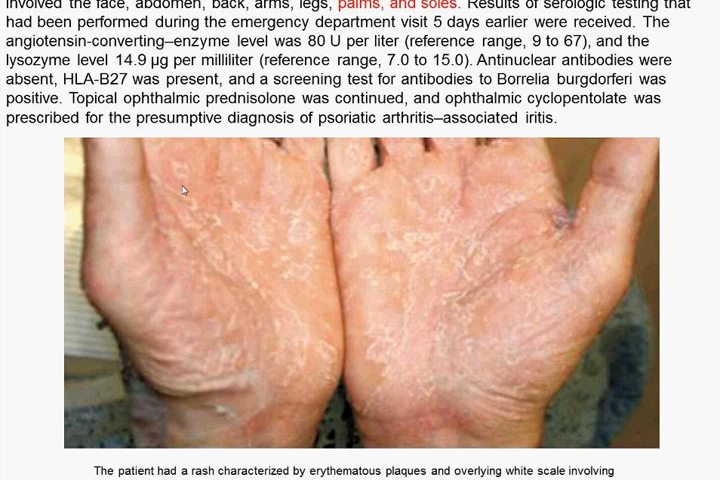 involved the face, abdomen, back, arms, legs, palms, and soles. Results of serologic testing that
had been performed during the emergency department visit 5 days earlier were received. The
angiotensin-converting–enzyme level was 80 U per liter (reference range, 9 to 67), and the
lysozyme level 14.9 μg per milliliter (reference range, 7.0 to 15.0). Antinuclear antibodies were
absent, HLA-B27 was present, and a screening test for antibodies to Borrelia burgdorferi was
positive. Topical ophthalmic prednisolone was continued, and ophthalmic cyclopentolate was
prescribed for the presumptive diagnosis of psoriatic arthritis–associated iritis.
The patient had a rash characterized by erythematous plaques and overlying white scale involving